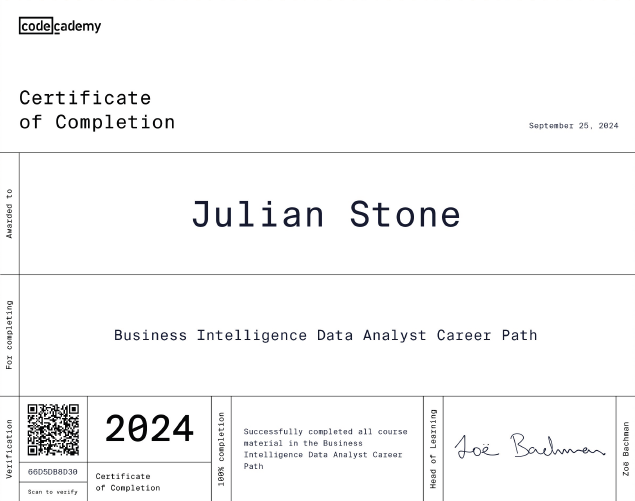 codecademy
Certificate
of Completion
September 25, 2024
Awarded to
Julian Stone
For completing
Business Intelligence Data Analyst Career Path
Verification
66D5DB8D30
Scan to verify
2024
Certificate
of Completion
100% completion
Successfully completed all course
material in the Business
Intelligence Data Analyst Career
Path
Head of Learning
Zoë Bachman
Zoë Bachman